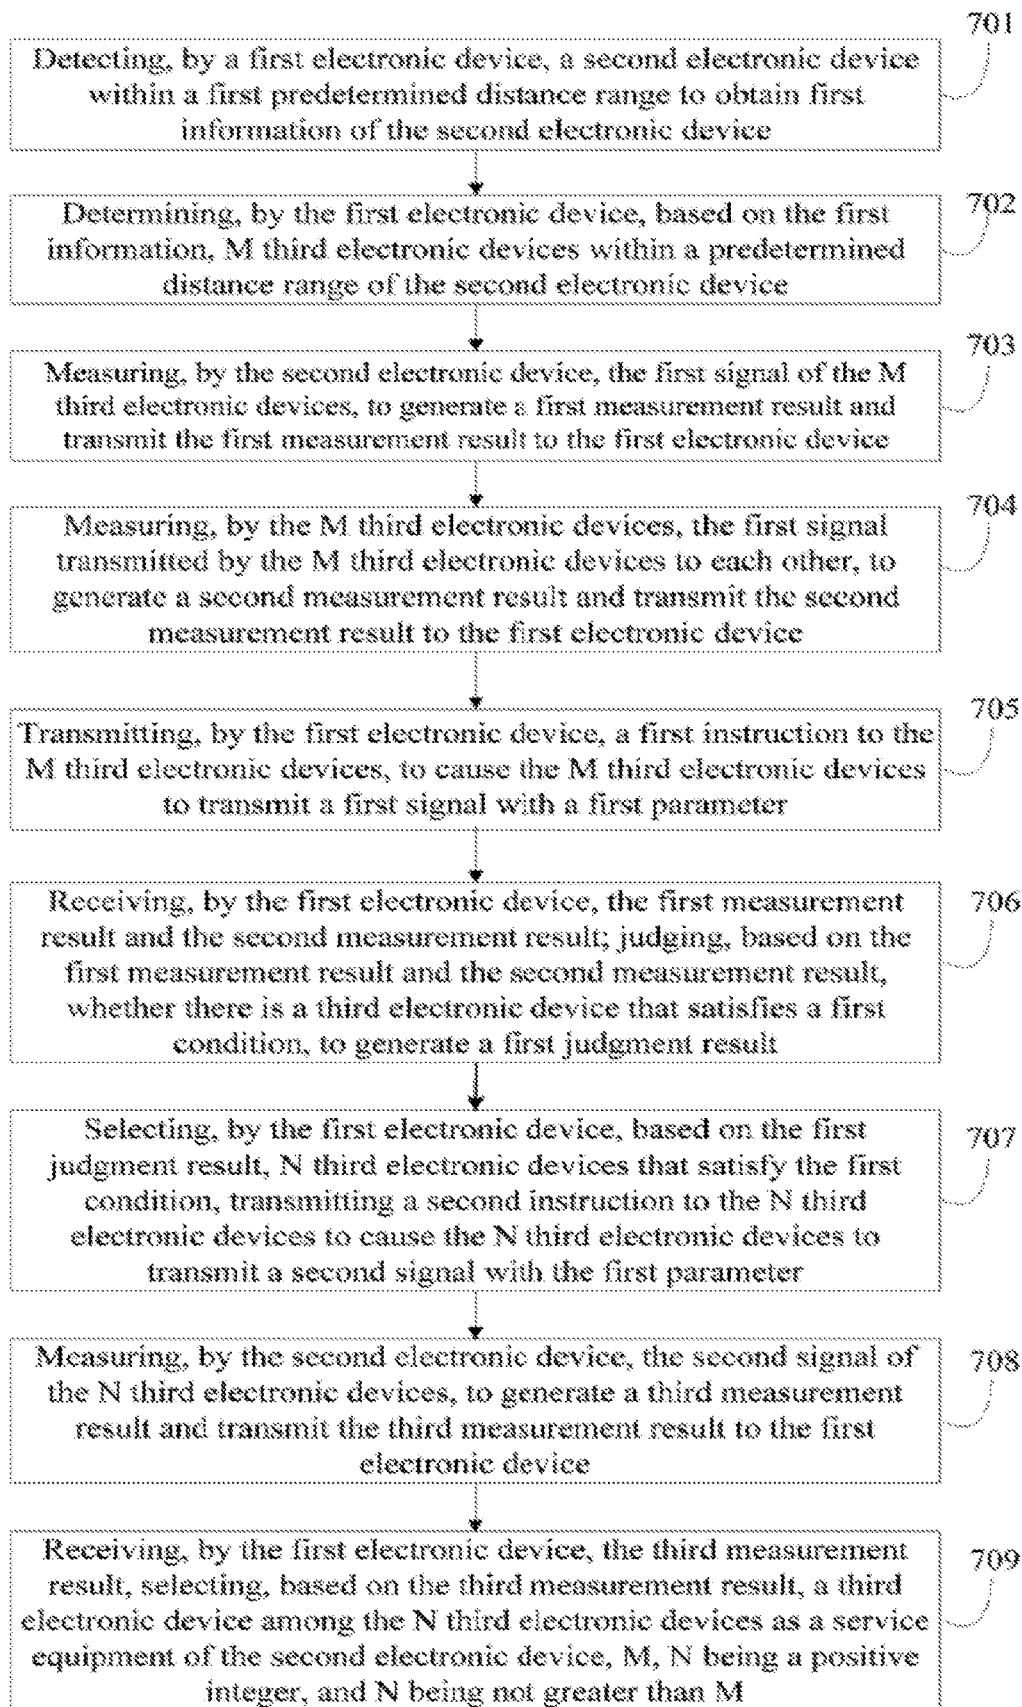 701
Detecting, by a first electronic device, a second electronic device
within a first predetermined distance range to obtain first
information of the second electronic device
702
Determining, by the first electronic device, based on the first
information, M third electronic devices within a predetermined
distance range of the second electronic device
703
Measuring, by the second electronic device, the first signal of the M
third electronic devices, to generate a first measurement result and
transmit the first measurement result to the first electronic device
704
Measuring, by the M third electronic devices, the first signal
transmitted by the M third electronic devices to each other, to
generate a second measurement result and transmit the second
measurement result to the first electronic device
705
Transmitting, by the first electronic device, a first instruction to the
M third electronic devices, to cause the M third electronic devices
to transmit a first signal with a first parameter
706
Receiving, by the first electronic device, the first measurement
result and the second measurement result; judging, based on the
first measurement result and the second measurement result,
whether there is a third electronic device that satisfies a first
condition, to generate a first judgment result
707
Selecting, by the first electronic device, based on the first
judgment result, N third electronic devices that satisfy the first
condition, transmitting a second instruction to the N third
electronic devices to cause the N third electronic devices to
transmit a second signal with the first parameter
708
Measuring, by the second electronic device, the second signal of
the N third electronic devices, to generate a third measurement
result and transmit the third measurement result to the first
electronic device
709
Receiving, by the first electronic device, the third measurement
result, selecting, based on the third measurement result, a third
electronic device among the N third electronic devices as a service
equipment of the second electronic device, M, N being a positive
integer, and N being not greater than M